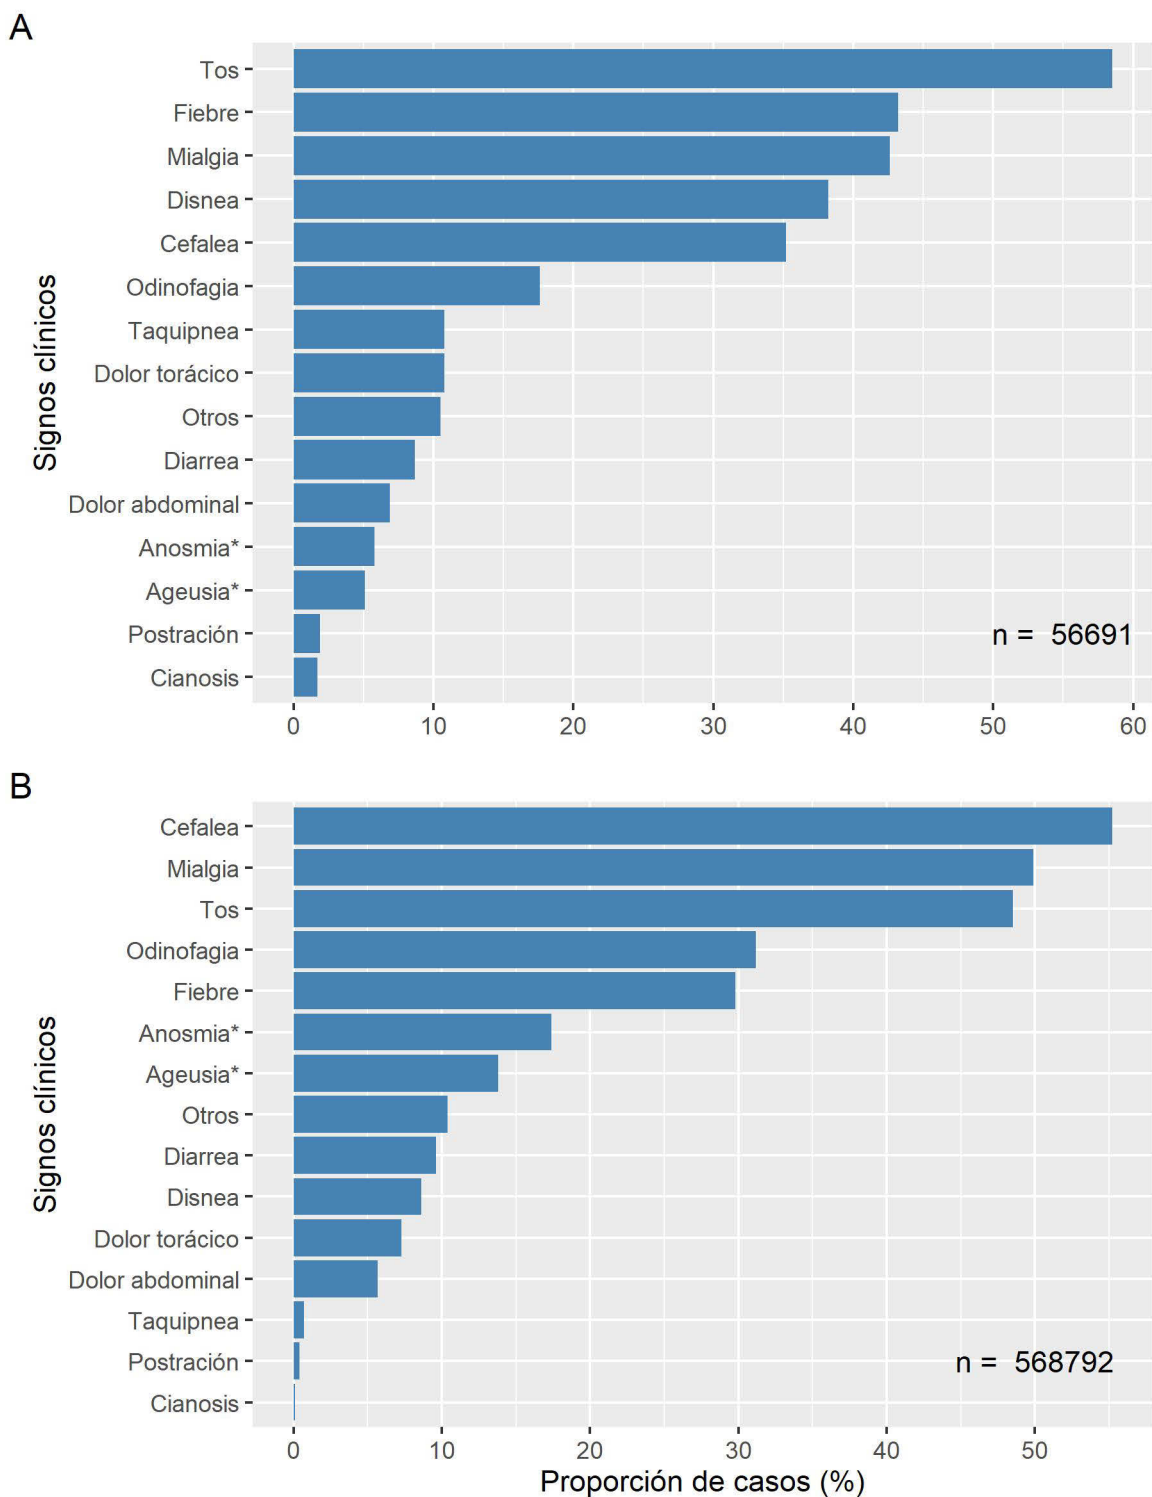 A
Tos
Fiebre
Mialgia
Disnea
Cefalea
Odinofagia
Taquipnea
Dolor torácico
Otros
Diarrea
Dolor abdominal
Anosmia*
Ageusia*
Postración
Cianosis
Signos clínicos
n = 56691
0 10 20 30 40 50 60
B
Cefalea
Mialgia
Tos
Odinofagia
Fiebre
Anosmia*
Ageusia*
Otros
Diarrea
Disnea
Dolor torácico
Dolor abdominal
Taquipnea
Postración
Cianosis
Signos clínicos
n = 568792
0 10 20 30 40 50
Proporción de casos (%)